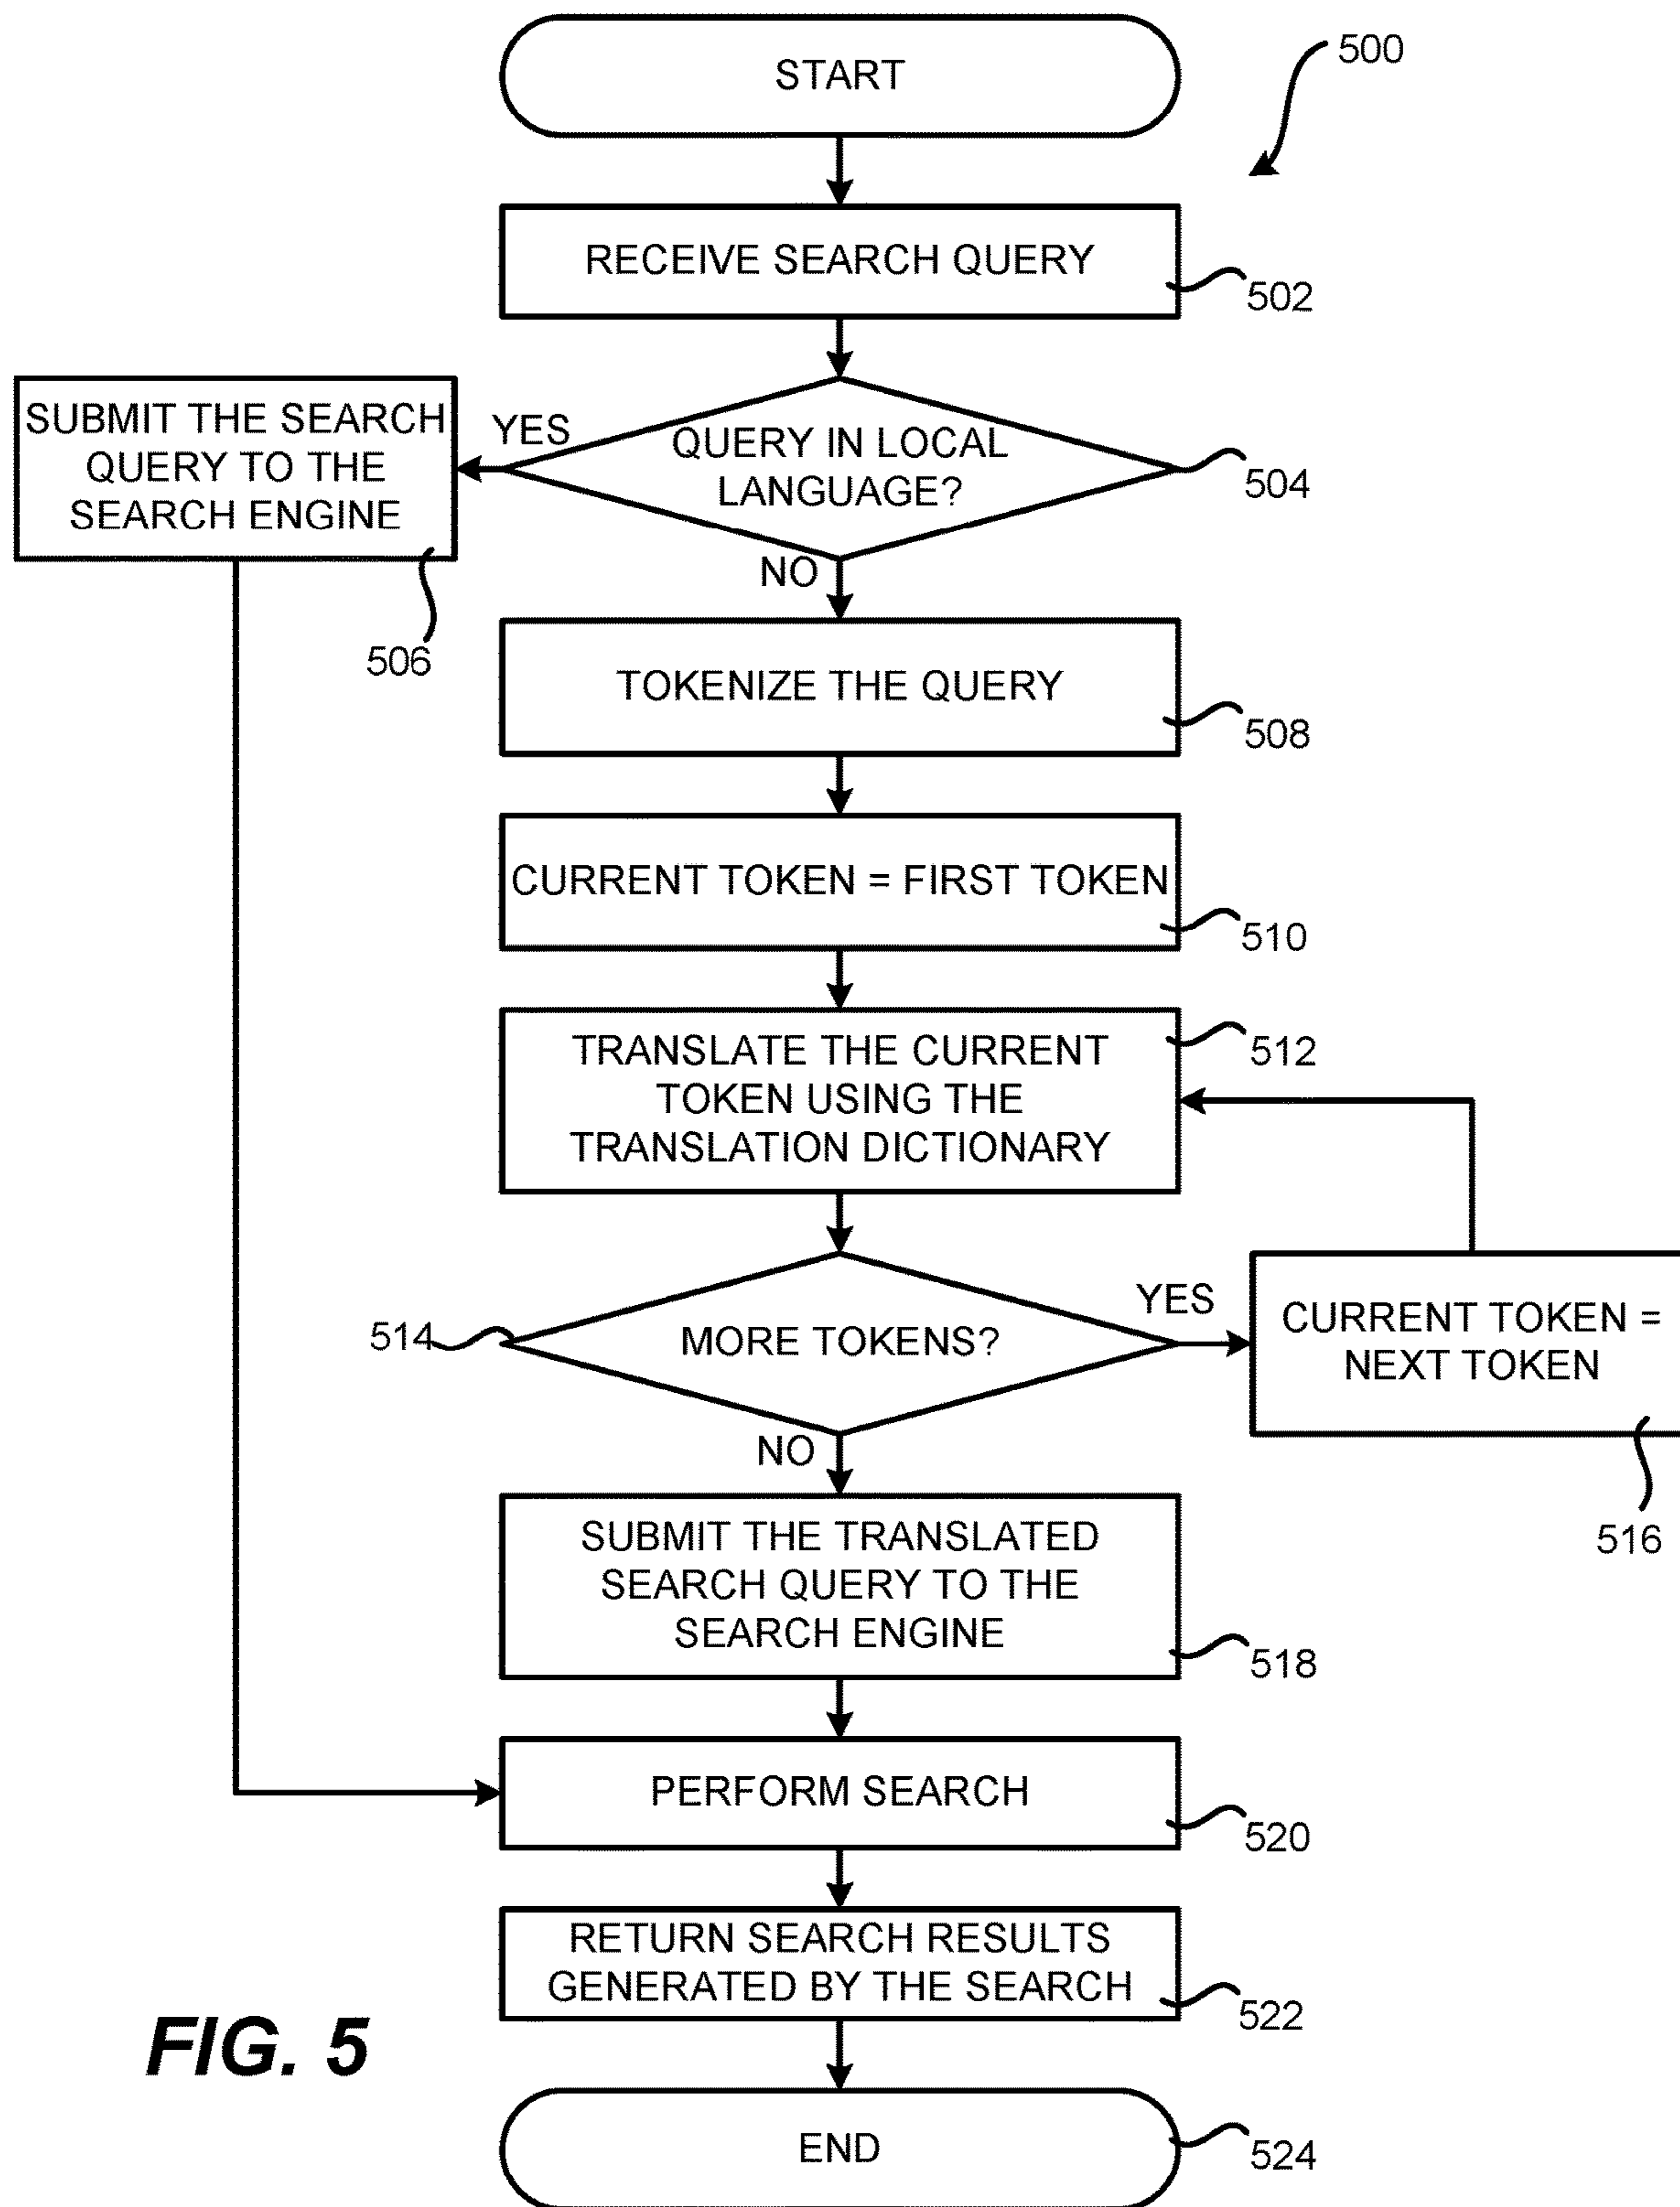 START
500
RECEIVE SEARCH QUERY
502
SUBMIT THE SEARCH
QUERY TO THE
SEARCH ENGINE
506
YES
QUERY IN LOCAL
LANGUAGE?
504
NO
TOKENIZE THE QUERY
508
CURRENT TOKEN = FIRST TOKEN
510
TRANSLATE THE CURRENT
TOKEN USING THE
TRANSLATION DICTIONARY
512
514
MORE TOKENS?
YES
CURRENT TOKEN =
NEXT TOKEN
516
NO
SUBMIT THE TRANSLATED
SEARCH QUERY TO THE
SEARCH ENGINE
518
PERFORM SEARCH
520
RETURN SEARCH RESULTS
GENERATED BY THE SEARCH
522
FIG. 5
END
524